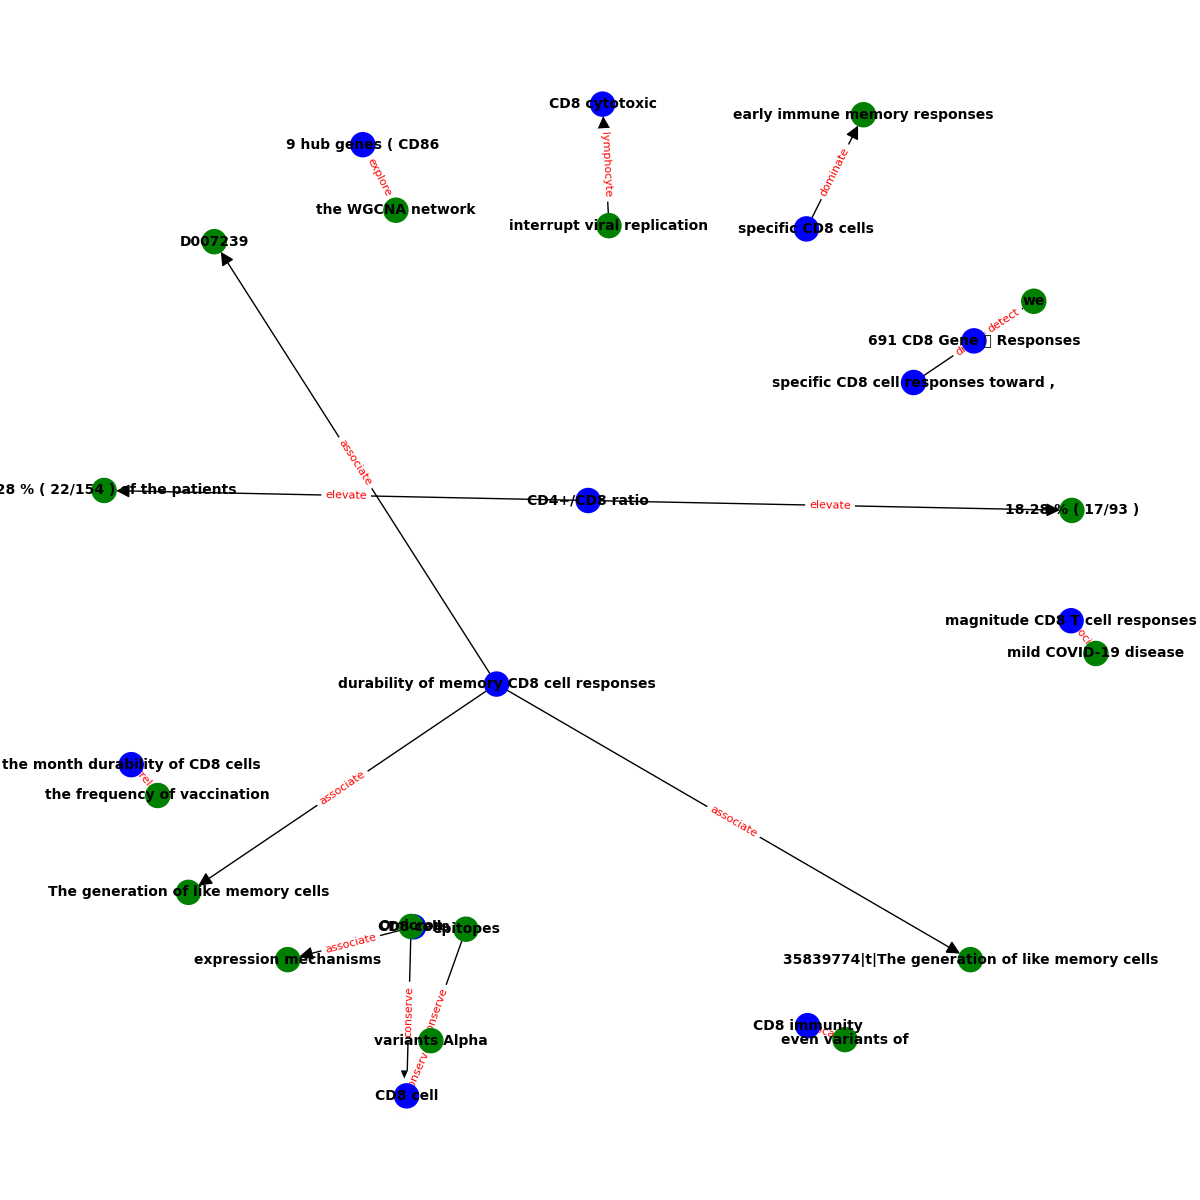 CD8 cytotoxic
early immune memory responses
9 hub genes ( CD86
lymphocyte
explore
dominate
the WGCNA network
interrupt viral replication
specific CD8 cells
D007239
we
detect
691 CD8 Gene Responses
specific CD8 cell responses toward ,
associate
28 % ( 22/154 ) of the patients
elevate
CD4+/CD8 ratio
elevate
18.28 % ( 17/93 )
magnitude CD8 T cell responses
mild COVID-19 disease
durability of memory CD8 cell responses
the month durability of CD8 cells
the frequency of vaccination
associate
associate
The generation of like memory cells
epitopes
associate
expression mechanisms
35839774|t|The generation of like memory cells
conserve
conserve
CD8 immunity
even variants of
variants Alpha
CD8 cell